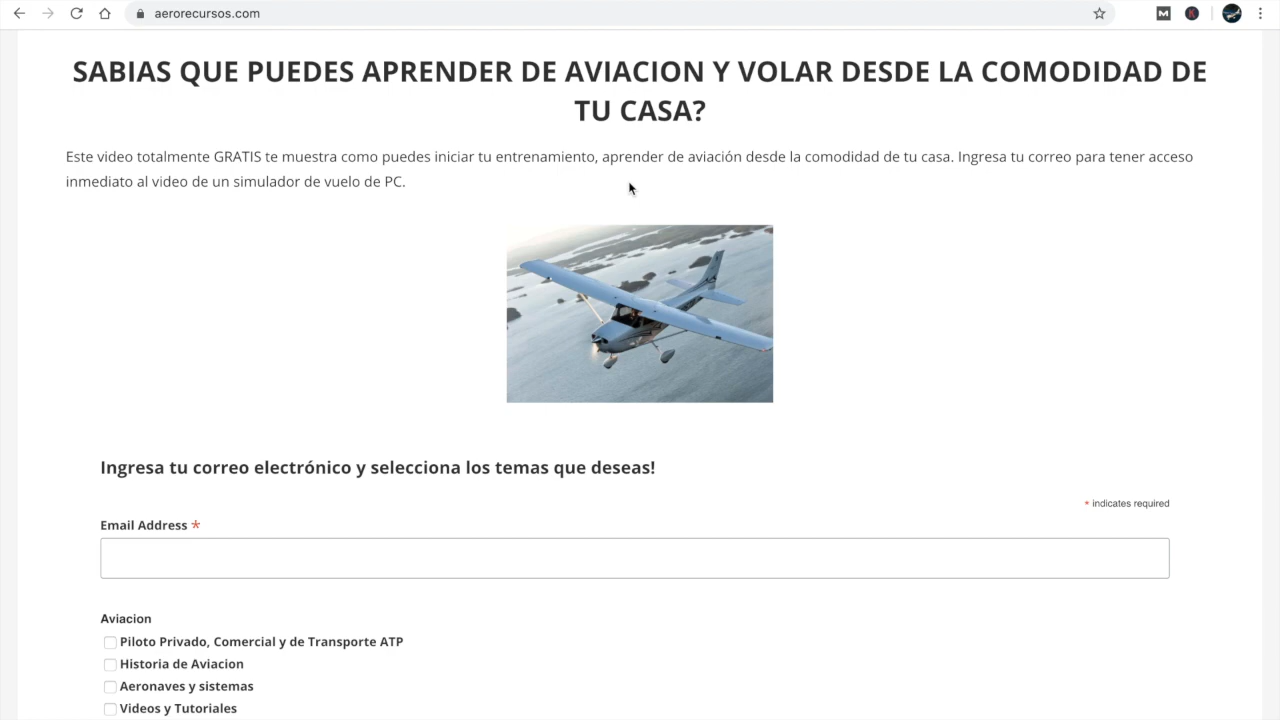 aerorecursos.com
SABIAS QUE PUEDES APRENDER DE AVIACION Y VOLAR DESDE LA COMODIDAD DE
TU CASA?
Este video totalmente GRATIS te muestra como puedes iniciar tu entrenamiento, aprender de aviación desde la comodidad de tu casa. Ingresa tu correo para tener acceso
inmediato al video de un simulador de vuelo de PC.
Ingresa tu correo electrónico y selecciona los temas que deseas!
* indicates required
Email Address *
Aviacion
Piloto Privado, Comercial y de Transporte ATP
Historia de Aviacion
Aeronaves y sistemas
Videos y Tutoriales